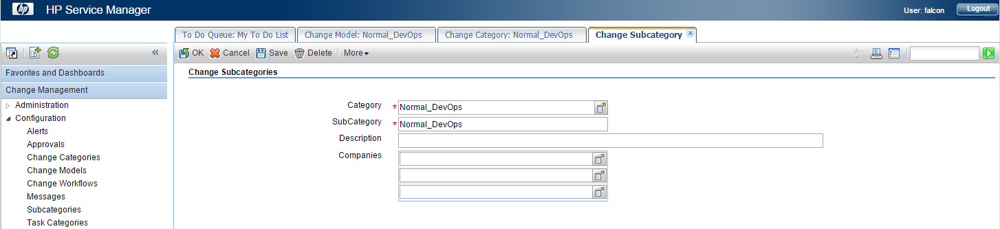 hp HP Service Manager User: falcon Logout
To Do Queue: My To Do List Change Model: Normal_DevOps Change Category: Normal_DevOps Change Subcategory
OK Cancel Save Delete More
abc
Favorites and Dashboards
Change Management
Administration
Configuration
Alerts
Approvals
Change Categories
Change Models
Change Workflows
Messages
Subcategories
Task Categories
Change Subcategories
Category * Normal_DevOps
SubCategory * Normal_DevOps
Description
Companies